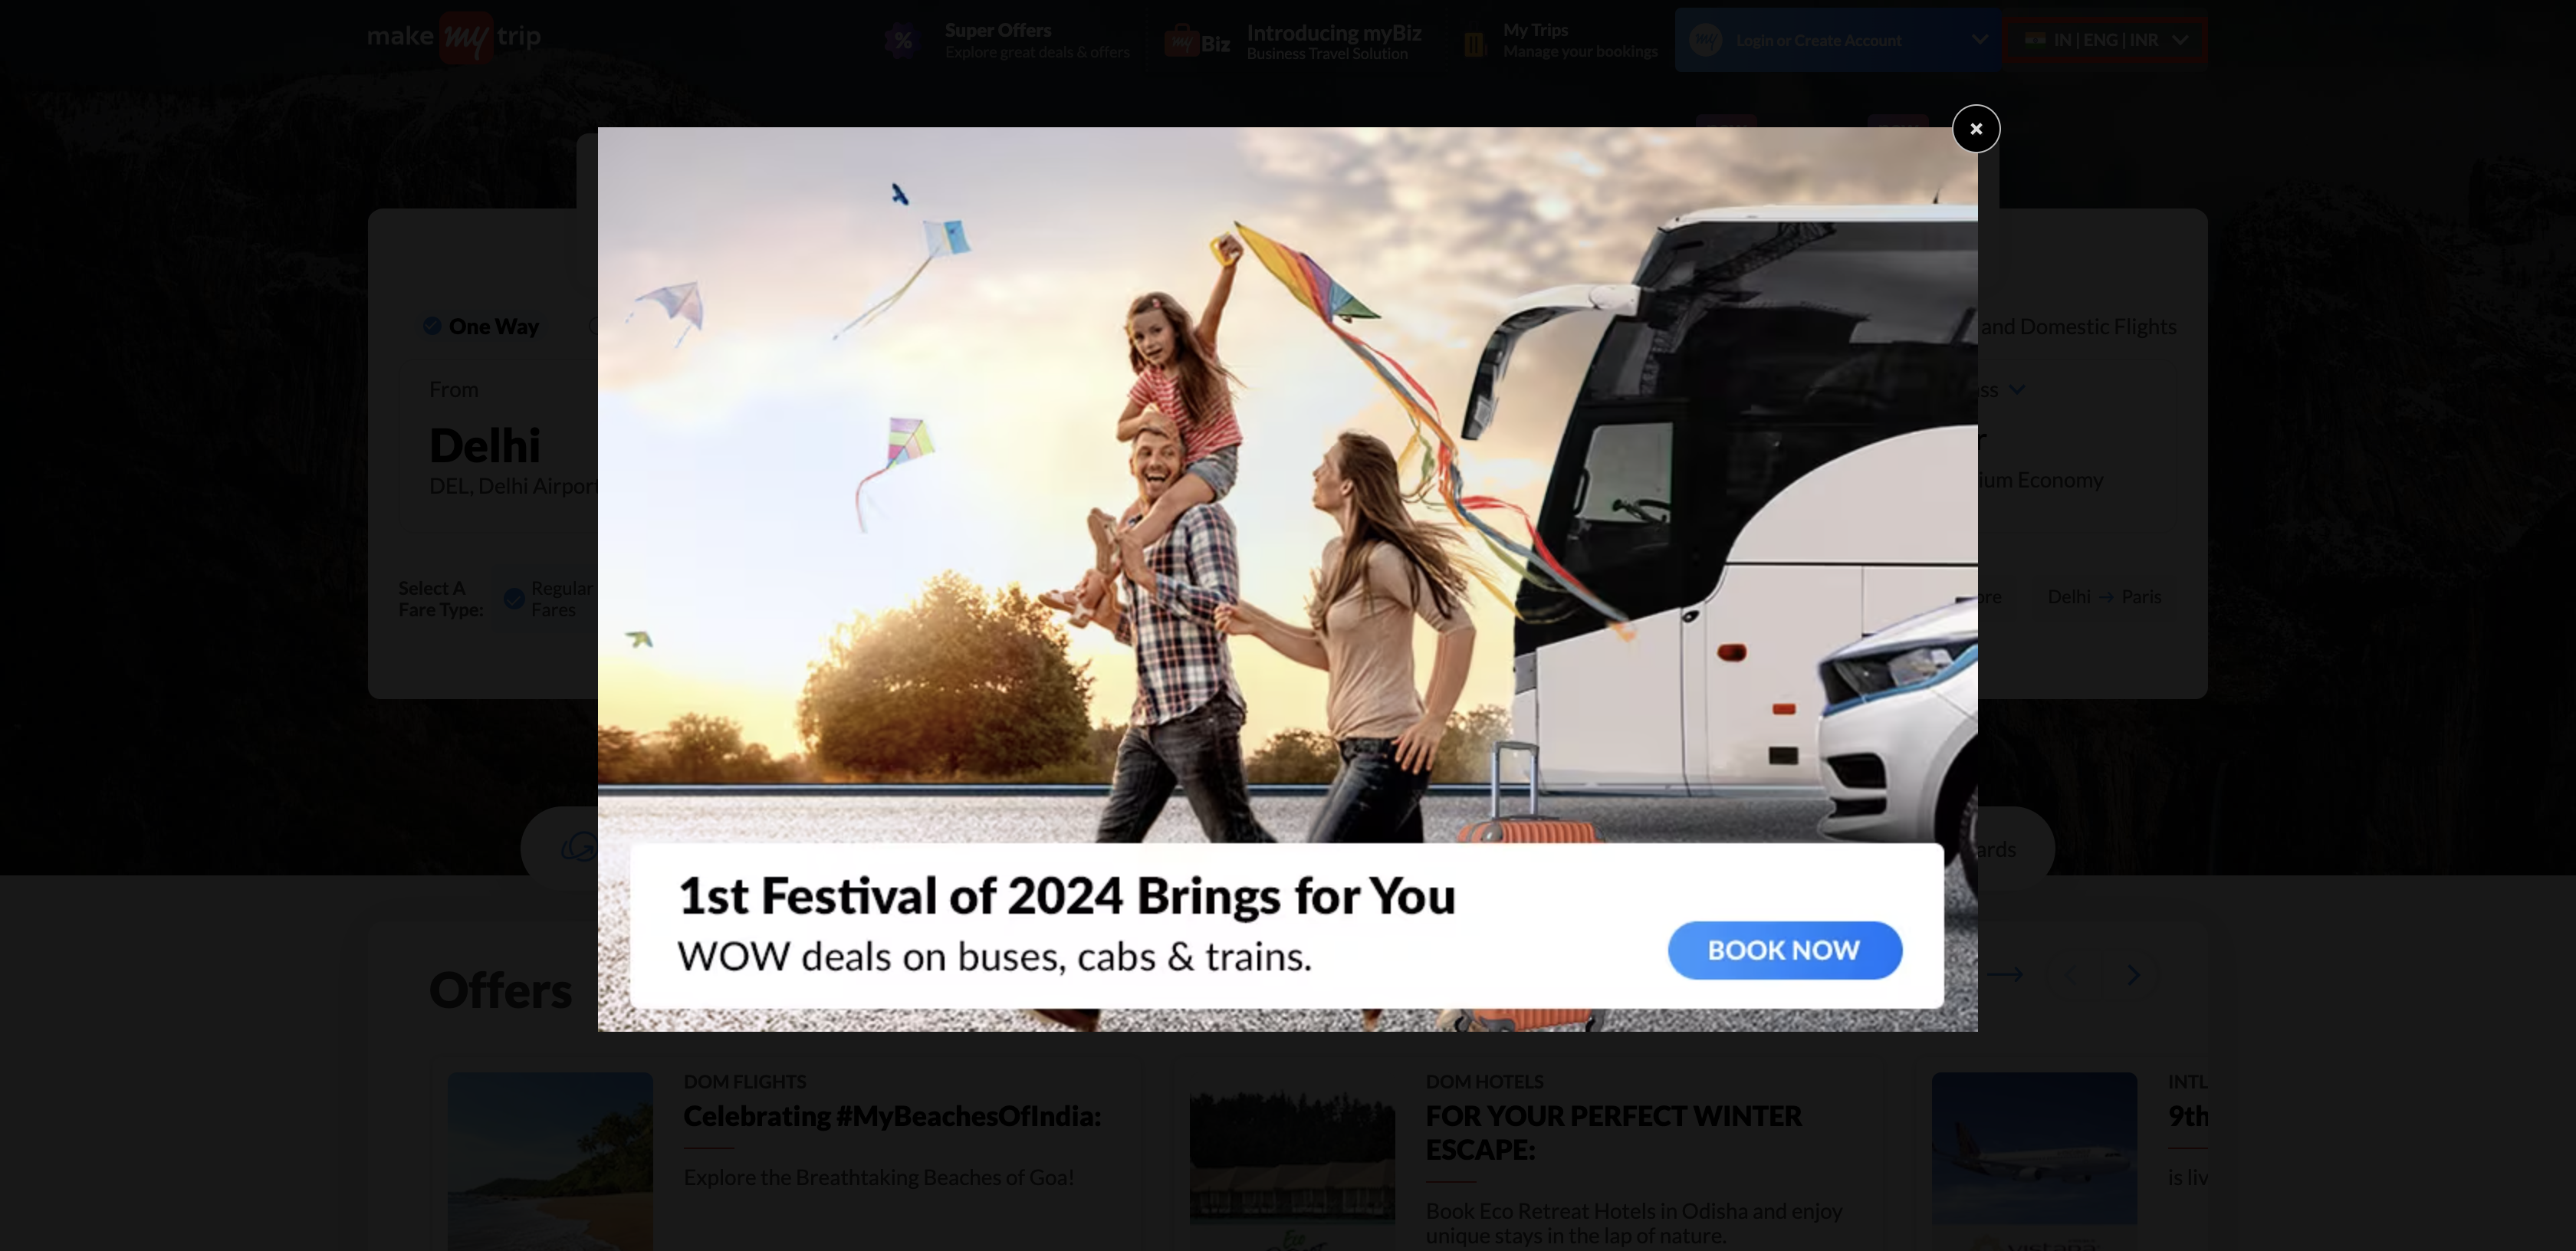 make my trip
Super Offers
Explore great deals & offers
my Biz
Introducing myBiz
Business Travel Solution
My Trips
Manage your bookings
my
Login or Create Account
IN | ENG | INR
One Way
and Domestic Flights
From
Delhi
DEL, Delhi Airport
ium Economy
Select A
Fare Type:
Regular
Fares
Delhi → Paris
1st Festival of 2024 Brings for You
WOW deals on buses, cabs & trains.
BOOK NOW
Offers
DOM FLIGHTS
Celebrating #MyBeachesOfIndia:
Explore the Breathtaking Beaches of Goa!
DOM HOTELS
FOR YOUR PERFECT WINTER
ESCAPE:
Book Eco Retreat Hotels in Odisha and enjoy
unique stays in the lap of nature.
Eco
INTL
9th
is liv